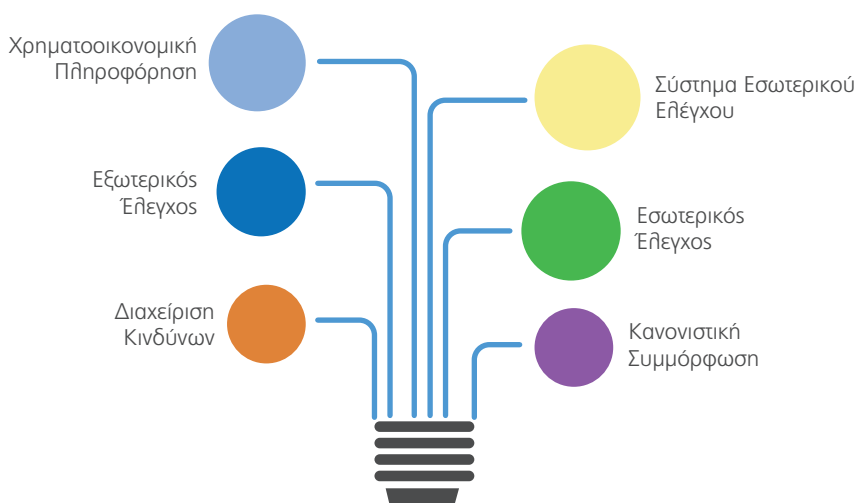 Χρηματοοικονομική
Πληροφόρηση
Εξωτερικός
Έλεγχος
Διαχείριση
Κινδύνων
Σύστημα Εσωτερικού
Ελέγχου
Εσωτερικός
Έλεγχος
Κανονιστική
Συμμόρφωση